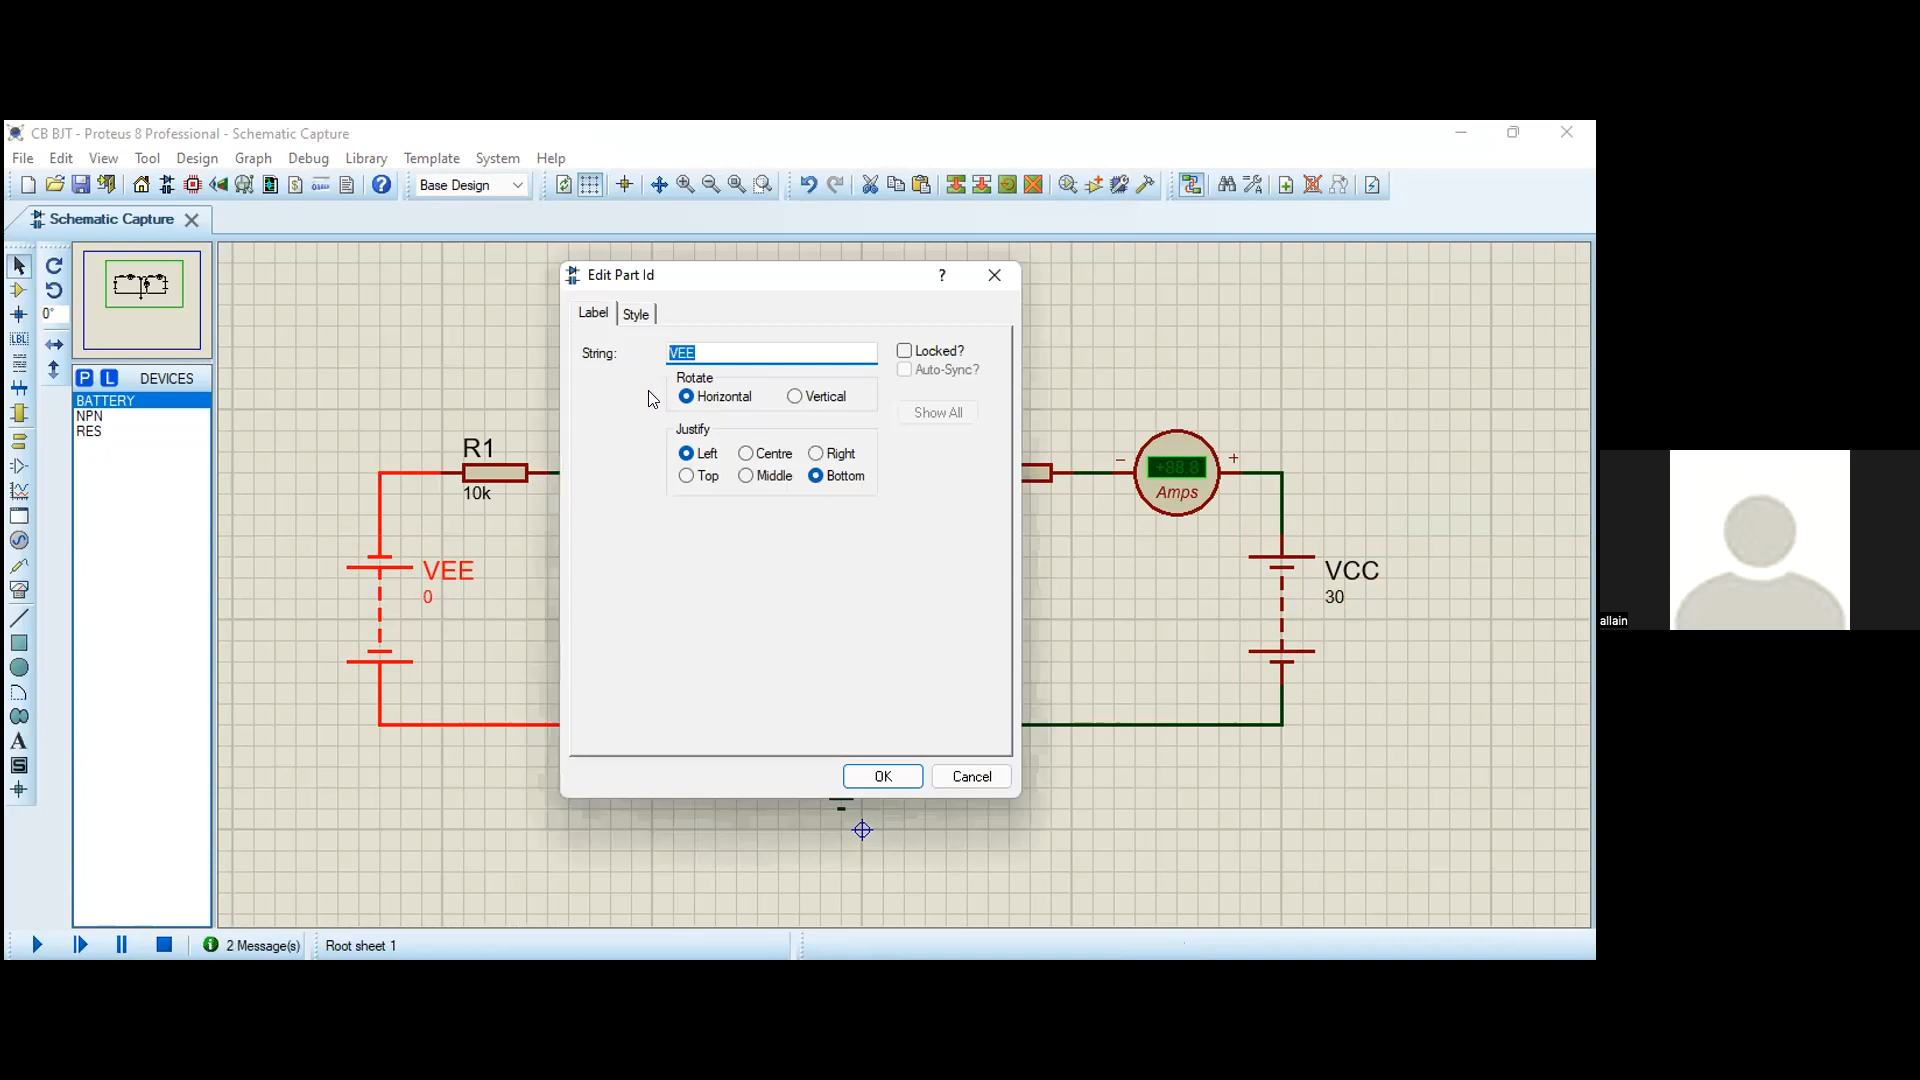 CB BJT - Proteus 8 Professional - Schematic Capture
File Edit View Tool Design Graph Debug Library Template System Help
Base Design
Schematic Capture
0°
P L DEVICES
BATTERY
NPN
RES
LBL
A
S
R1
10k
VEE
0
Edit Part Id
?
Label Style
String: VEE
Locked?
Auto-Sync?
Rotate
Horizontal Vertical
Show All
Justify
Left Centre Right
Top Middle Bottom
OK Cancel
- +
+88.8
Amps
VCC
30
2 Message(s) Root sheet 1
allain